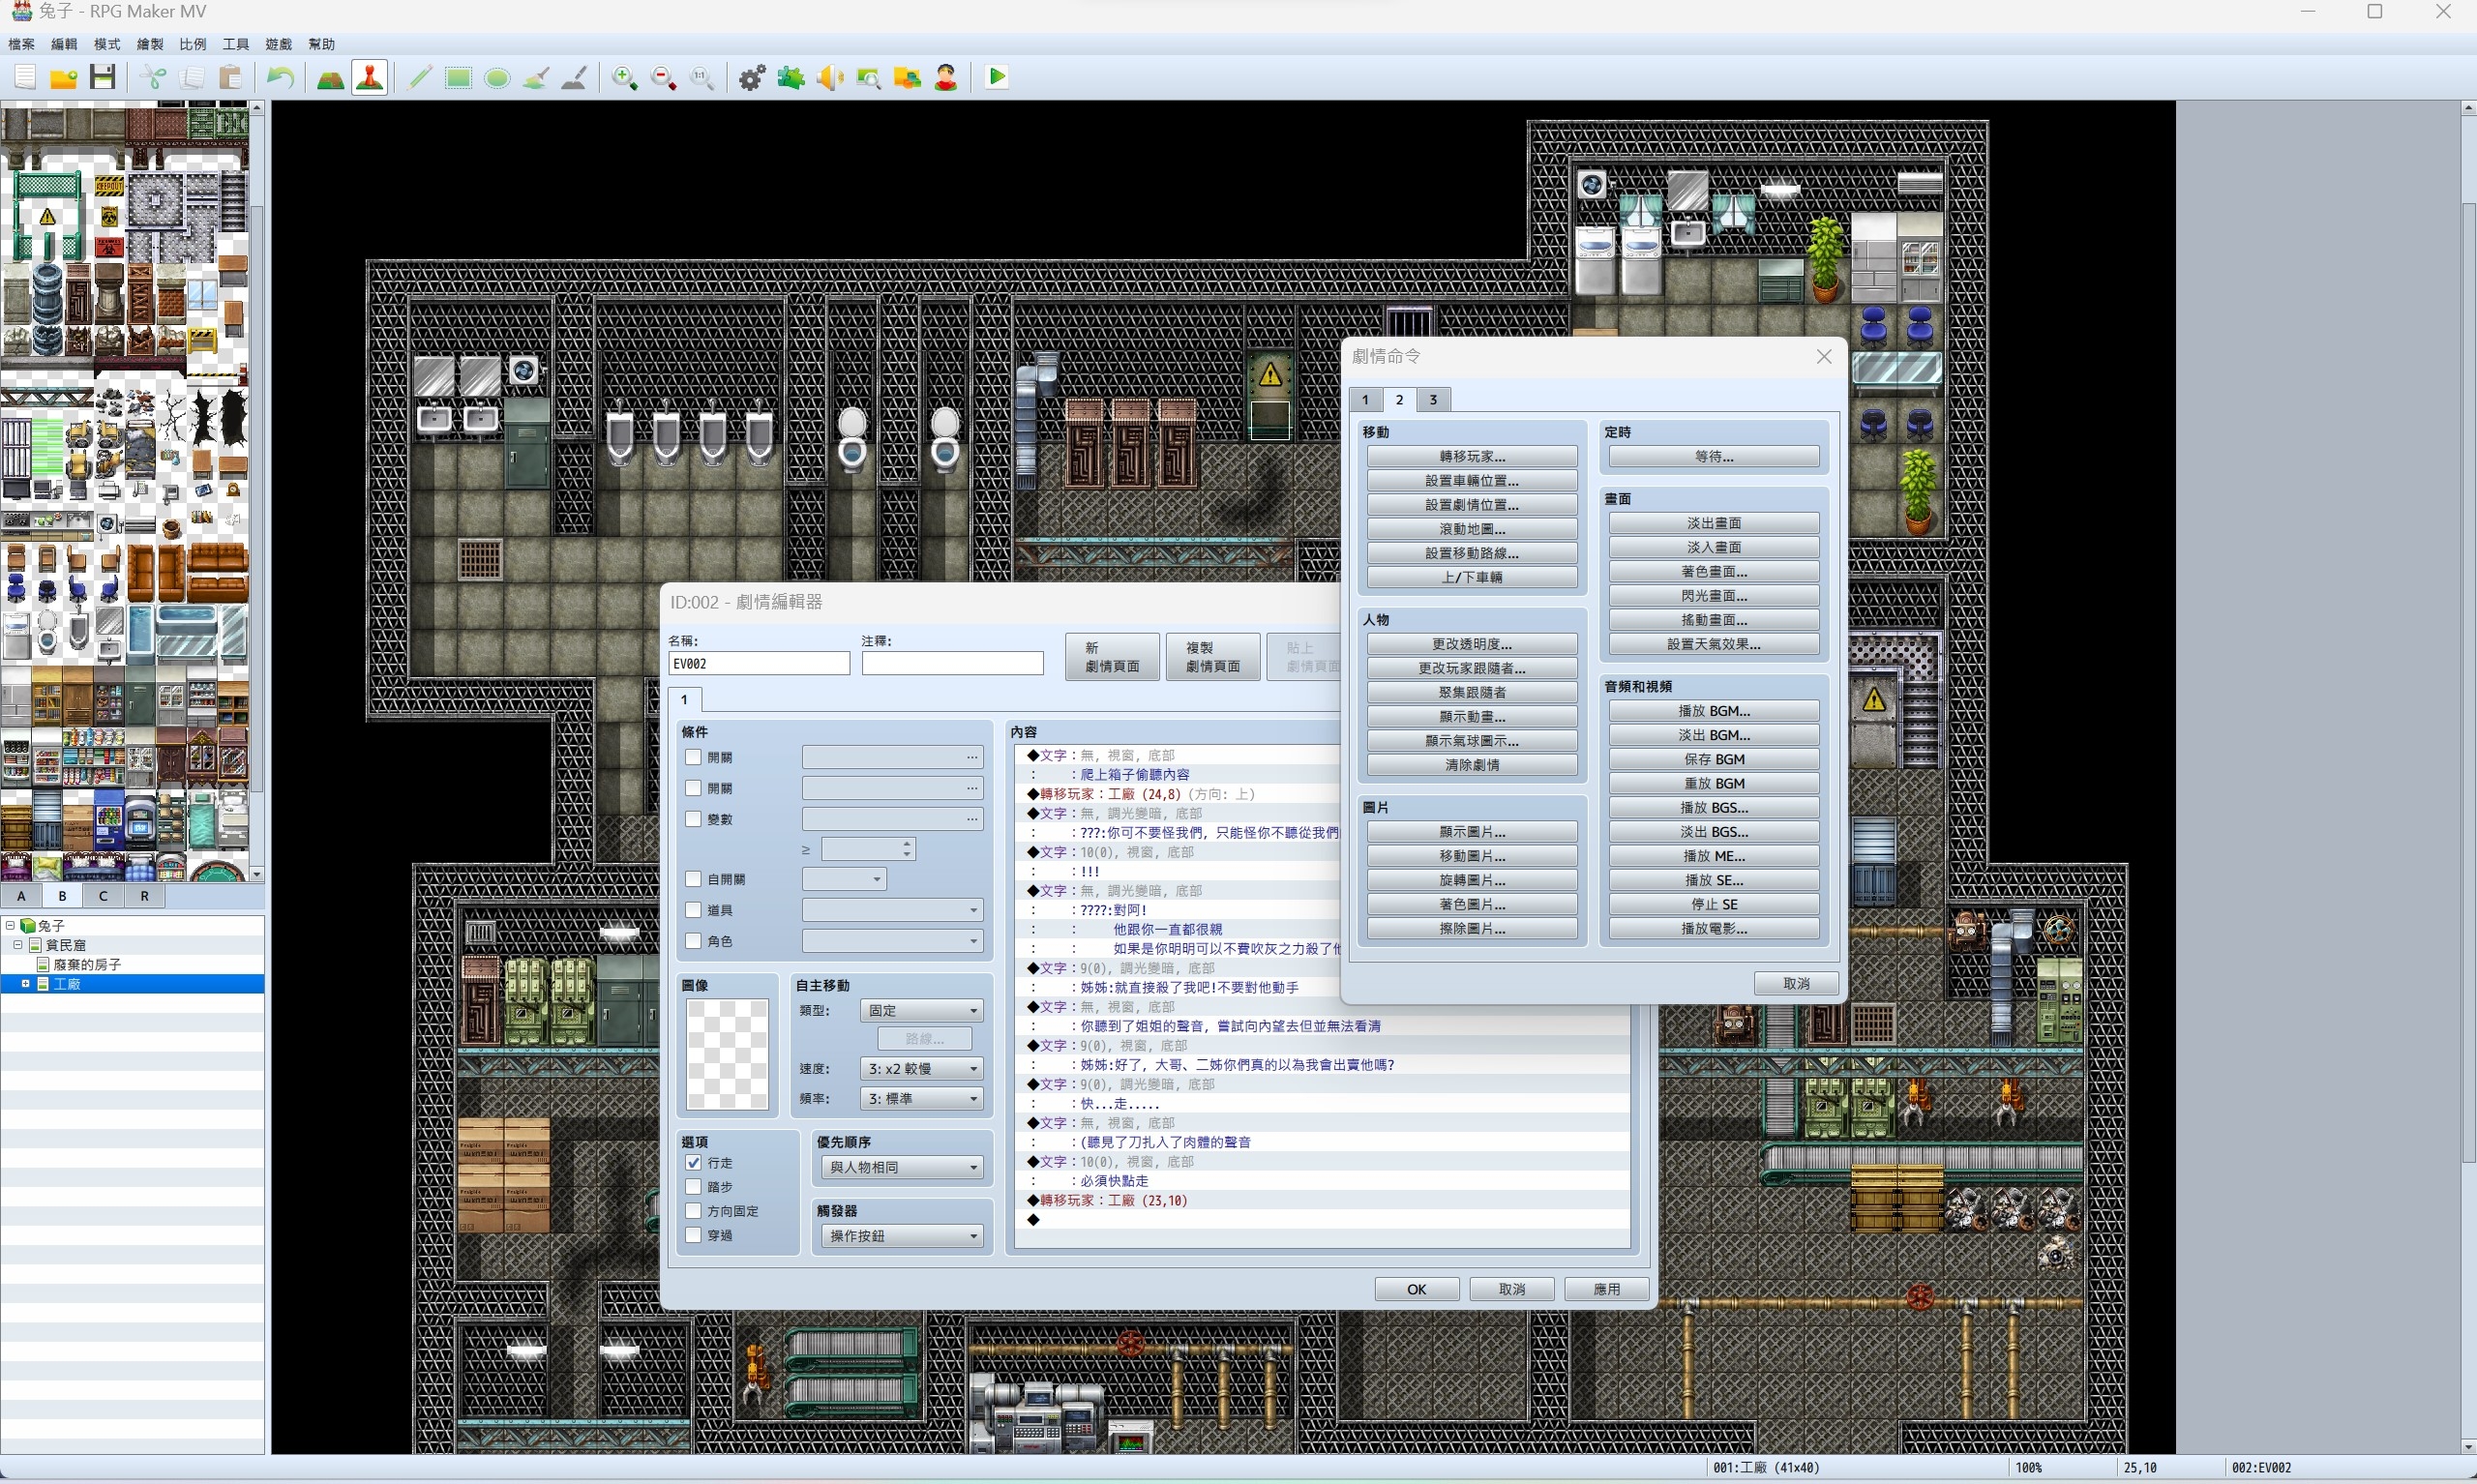 兔子 - RPG Maker MV
檔案 編輯 模式 繪製 比例 工具 遊戲 幫助
KEEPOUT
A B C R
兔子
貧民窟
廢棄的房子
工廠
ID:002 - 劇情編輯器
名稱: 注釋:
EV002
新 劇情頁面
複製 劇情頁面
貼上 劇情頁面
1
條件
開關
開關
變數
≥
自開關
道具
角色
圖像
自主移動
類型: 固定
路線...
速度: 3: x2 較慢
頻率: 3: 標準
選項
行走
踏步
方向固定
穿過
優先順序
與人物相同
觸發器
操作按鈕
內容
◆文字：無, 視窗, 底部
：　　：爬上箱子偷聽內容
◆轉移玩家：工廠 (24,8) (方向: 上)
◆文字：無, 調光變暗, 底部
：　　：???:你可不要怪我們, 只能怪你不聽從我們
◆文字：10(0), 視窗, 底部
：　　：!!!
◆文字：無, 調光變暗, 底部
：　　：????:對阿!
：　　：　　他跟你一直都很親
：　　：　　如果是你明明可以不費吹灰之力殺了他
◆文字：9(0), 調光變暗, 底部
：　　：姊姊:就直接殺了我吧!不要對他動手
◆文字：無, 視窗, 底部
：　　：你聽到了姐姐的聲音, 嘗試向內望去但並無法看清
◆文字：9(0), 視窗, 底部
：　　：姊姊:好了, 大哥、二姊你們真的以為我會出賣他嗎?
◆文字：9(0), 調光變暗, 底部
：　　：快...走.....
◆文字：無, 視窗, 底部
：　　：(聽見了刀扎入了肉體的聲音
◆文字：10(0), 視窗, 底部
：　　：必須快點走
◆轉移玩家：工廠 (23,10)
◆
OK 取消 應用
劇情命令
1 2 3
移動
轉移玩家...
設置車輛位置...
設置劇情位置...
滾動地圖...
設置移動路線...
上/下車輛
人物
更改透明度...
更改玩家跟隨者...
聚集跟隨者
顯示動畫...
顯示氣球圖示...
清除劇情
圖片
顯示圖片...
移動圖片...
旋轉圖片...
著色圖片...
擦除圖片...
定時
等待...
畫面
淡出畫面
淡入畫面
著色畫面...
閃光畫面...
搖動畫面...
設置天氣效果...
音頻和視頻
播放 BGM...
淡出 BGM...
保存 BGM
重放 BGM
播放 BGS...
淡出 BGS...
播放 ME...
播放 SE...
停止 SE
播放電影...
取消
001:工廠 (41x40) 100% 25,10 002:EV002